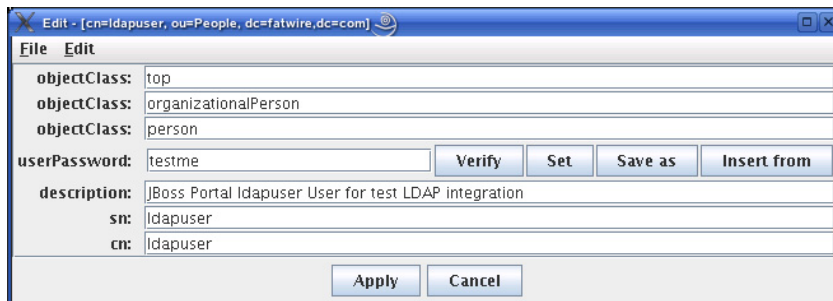 Edit - [cn=ldapuser, ou=People, dc=fatwire,dc=com]
File Edit
objectClass: top
objectClass: organizationalPerson
objectClass: person
userPassword: testme Verify Set Save as Insert from
description: JBoss Portal ldapuser User for test LDAP integration
sn: ldapuser
cn: ldapuser
Apply Cancel